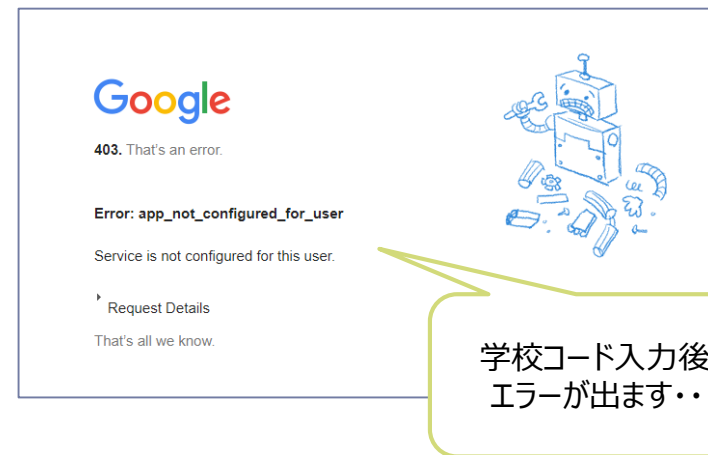 Google
403. That's an error.
Error: app_not_configured_for_user
Service is not configured for this user.
Request Details
That's all we know.
学校コード入力後
エラーが出ます・・